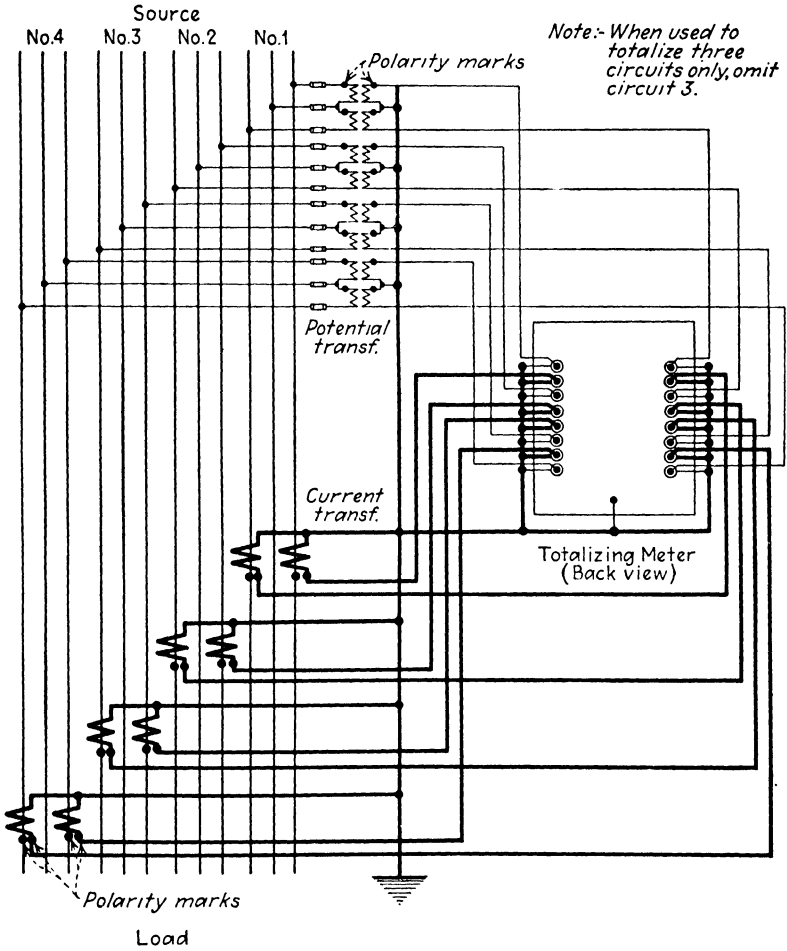 Source
No.4 No.3 No.2 No.1
Polarity marks
Note:- When used to
totalize three
circuits only, omit
circuit 3.
Potential
transf.
Current
transf.
Totalizing Meter
(Back view)
Polarity marks
Load